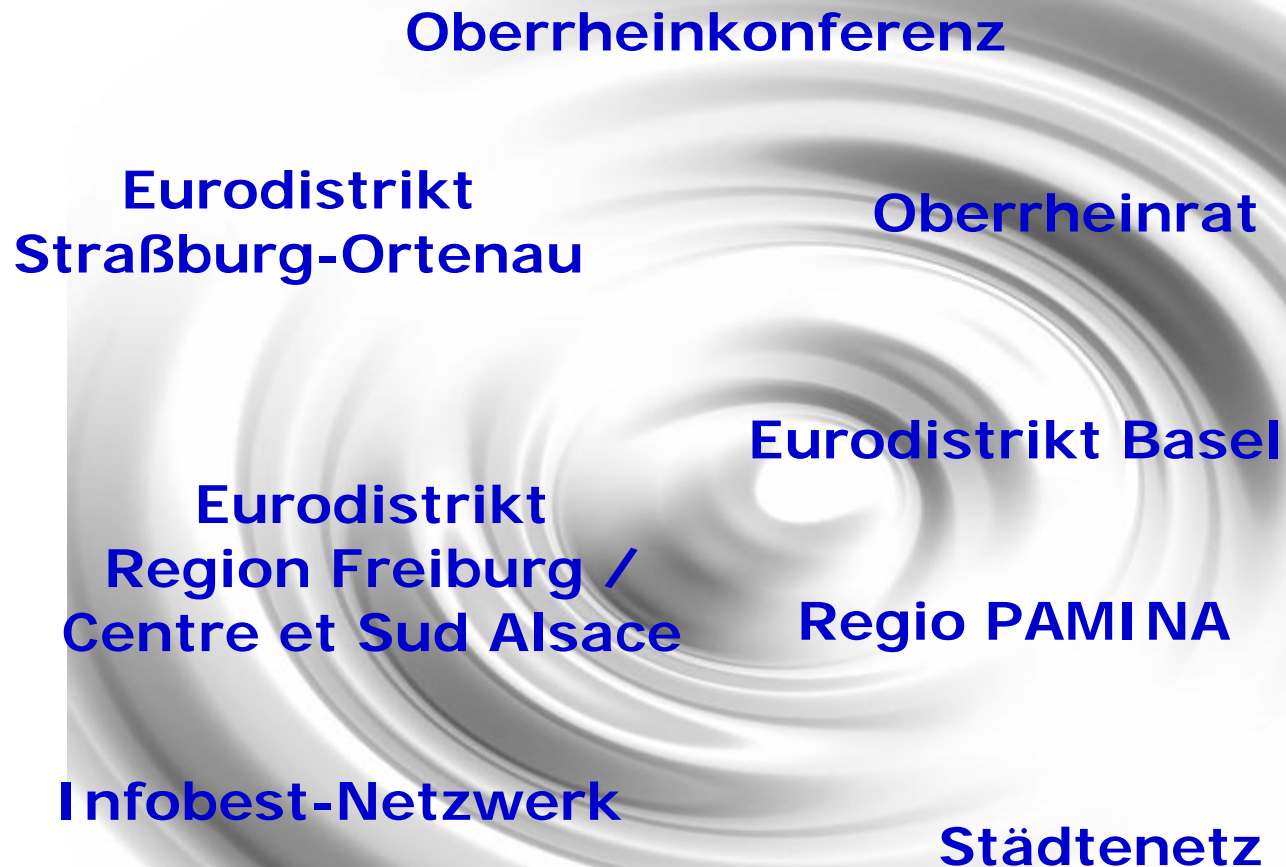 Oberrheinkonferenz
Eurodistrikt
Straßburg-Ortenau
Oberrheinrat
Eurodistrikt Basel
Eurodistrikt
Region Freiburg /
Centre et Sud Alsace
Regio PAMINA
Infobest-Netzwerk
Städtenetz